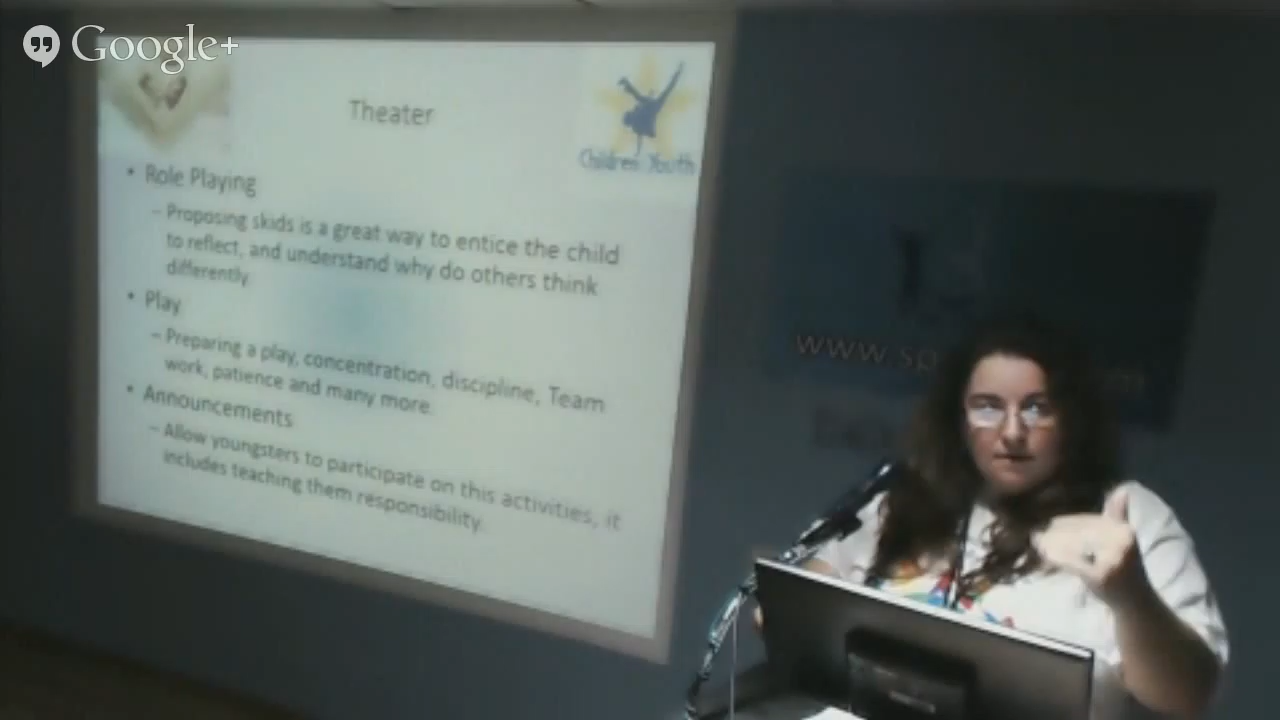 Google+
Theater
Children Youth
• Role Playing
– Proposing skids is a great way to entice the child
to reflect, and understand why do others think
differently
• Play
– Preparing a play, concentration, discipline, Team
work, patience and many more.
• Announcements
– Allow youngsters to participate on this activities, it
includes teaching them responsibility.
www.sp